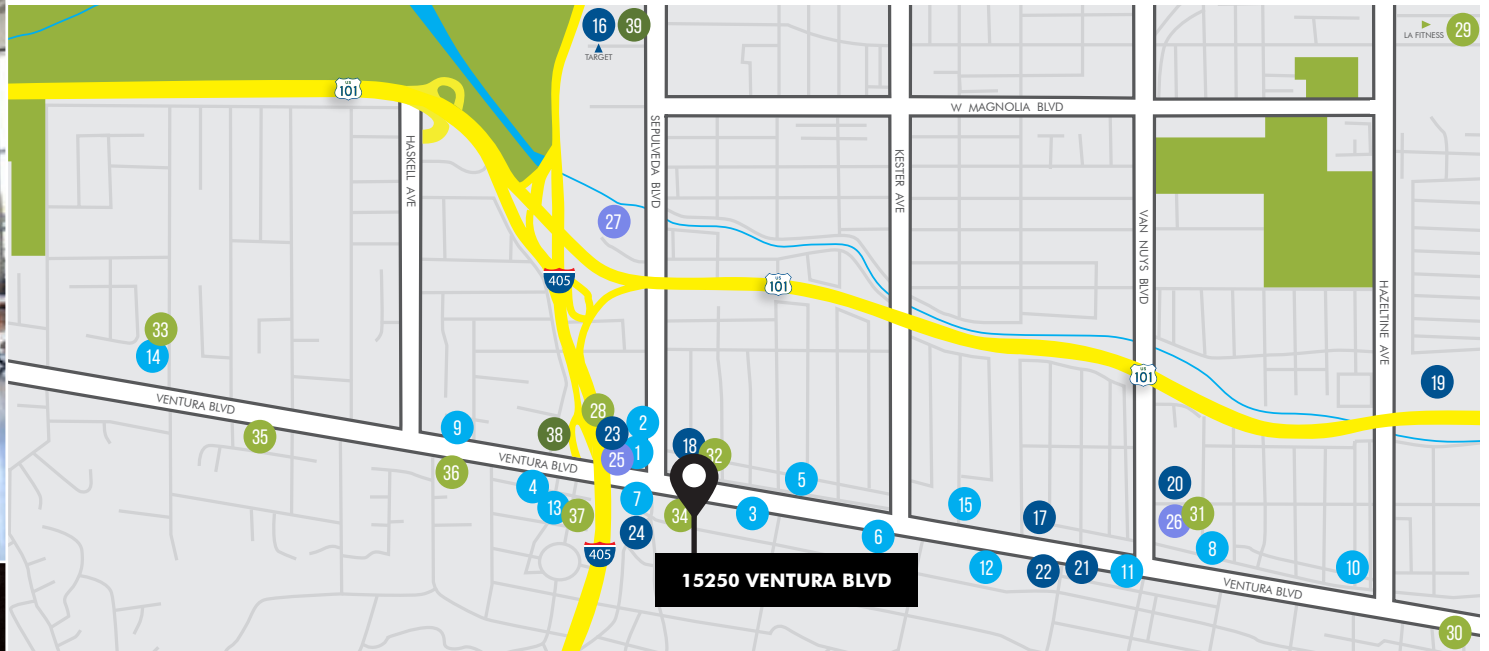 16
39
TARGET
LA FITNESS
29
US
101
W MAGNOLIA BLVD
HASKELL AVE
SEPULVEDA BLVD
KESTER AVE
VAN NUYS BLVD
HAZELTINE AVE
27
405
US
101
33
14
US
101
19
VENTURA BLVD
35
9
38
28
23
2
1
25
18
32
36
VENTURA BLVD
4
13
37
7
24
34
3
5
6
15
17
20
26
31
8
405
12
22
21
11
10
15250 VENTURA BLVD
VENTURA BLVD
30